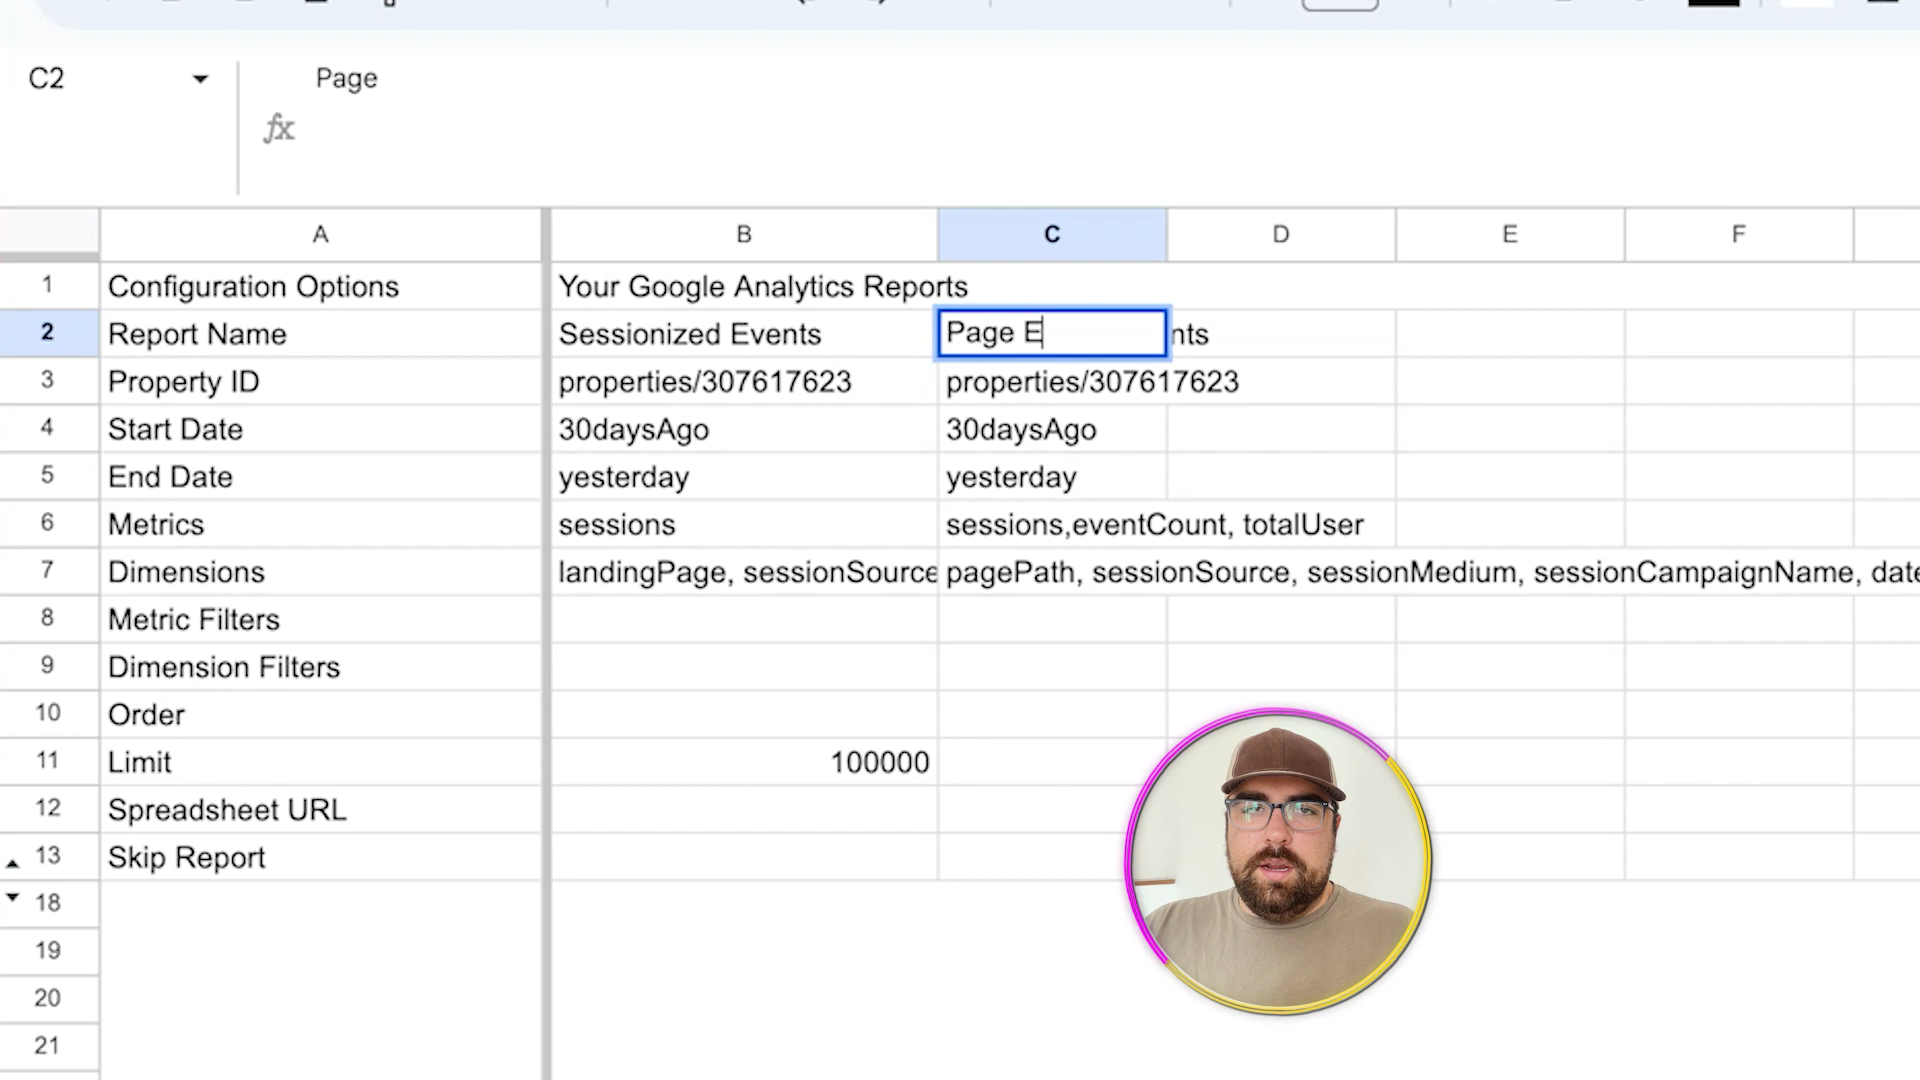 C2 Page
fx
A B C D E F
1 Configuration Options Your Google Analytics Reports
2 Report Name Sessionized Events Page E nts
3 Property ID properties/307617623 properties/307617623
4 Start Date 30daysAgo 30daysAgo
5 End Date yesterday yesterday
6 Metrics sessions sessions,eventCount, totalUser
7 Dimensions landingPage, sessionSource pagePath, sessionSource, sessionMedium, sessionCampaignName, date
8 Metric Filters
9 Dimension Filters
10 Order
11 Limit 100000
12 Spreadsheet URL
13 Skip Report
18
19
20
21